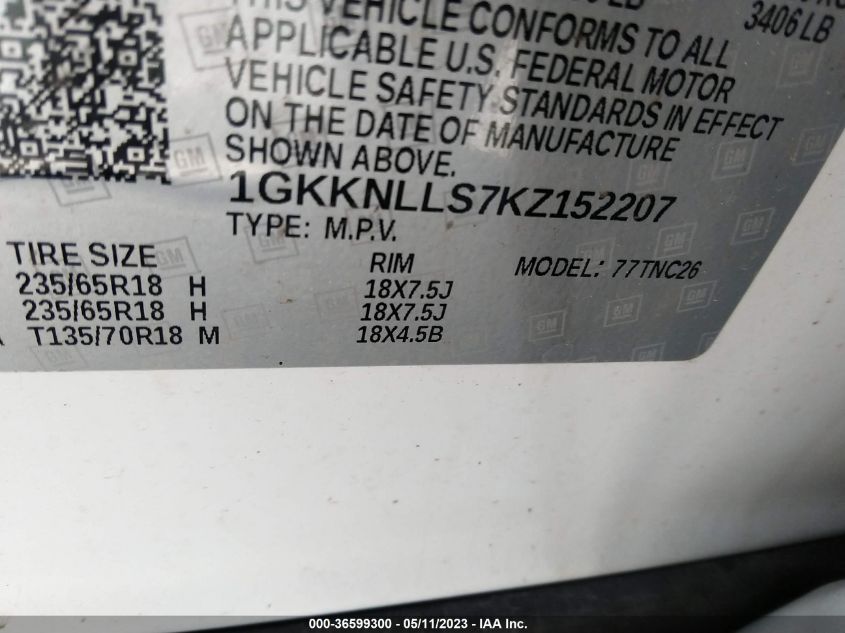 LB
3406 LB
THIS VEHICLE CONFORMS TO ALL
APPLICABLE U.S. FEDERAL MOTOR
VEHICLE SAFETY STANDARDS IN EFFECT
ON THE DATE OF MANUFACTURE
SHOWN ABOVE.
1GKKNLLS7KZ152207
TYPE: M.P.V.
TIRE SIZE RIM MODEL: 77TNC26
235/65R18 H 18X7.5J
235/65R18 H 18X7.5J
T135/70R18 M 18X4.5B
GM
000-36599300 - 05/11/2023 - IAA Inc.